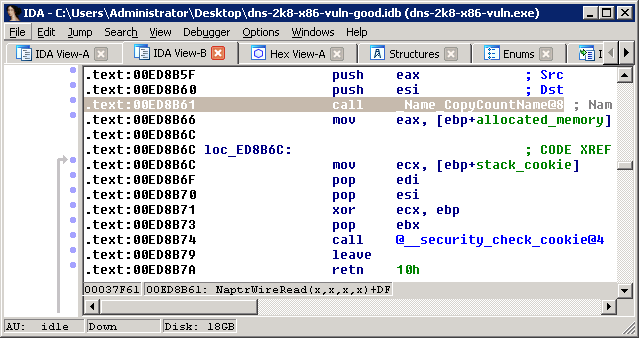 IDA - C:\Users\Administrator\Desktop\dns-2k8-x86-vuln-good.idb (dns-2k8-x86-vuln.exe)
File Edit Jump Search View Debugger Options Windows Help
IDA View-A IDA View-B Hex View-A Structures Enums I
.text:00ED8B5F push eax ; Src
.text:00ED8B60 push esi ; Dst
.text:00ED8B61 call _Name_CopyCountName@8 ; Nam
.text:00ED8B66 mov eax, [ebp+allocated_memory]
.text:00ED8B6C
.text:00ED8B6C loc_ED8B6C: ; CODE XREF
.text:00ED8B6C mov ecx, [ebp+stack_cookie]
.text:00ED8B6F pop edi
.text:00ED8B70 pop esi
.text:00ED8B71 xor ecx, ebp
.text:00ED8B73 pop ebx
.text:00ED8B74 call @__security_check_cookie@4
.text:00ED8B79 leave
.text:00ED8B7A retn 10h
00037F61 00ED8B61: NaptrWireRead(x,x,x,x)+DF
AU: idle Down Disk: 18GB